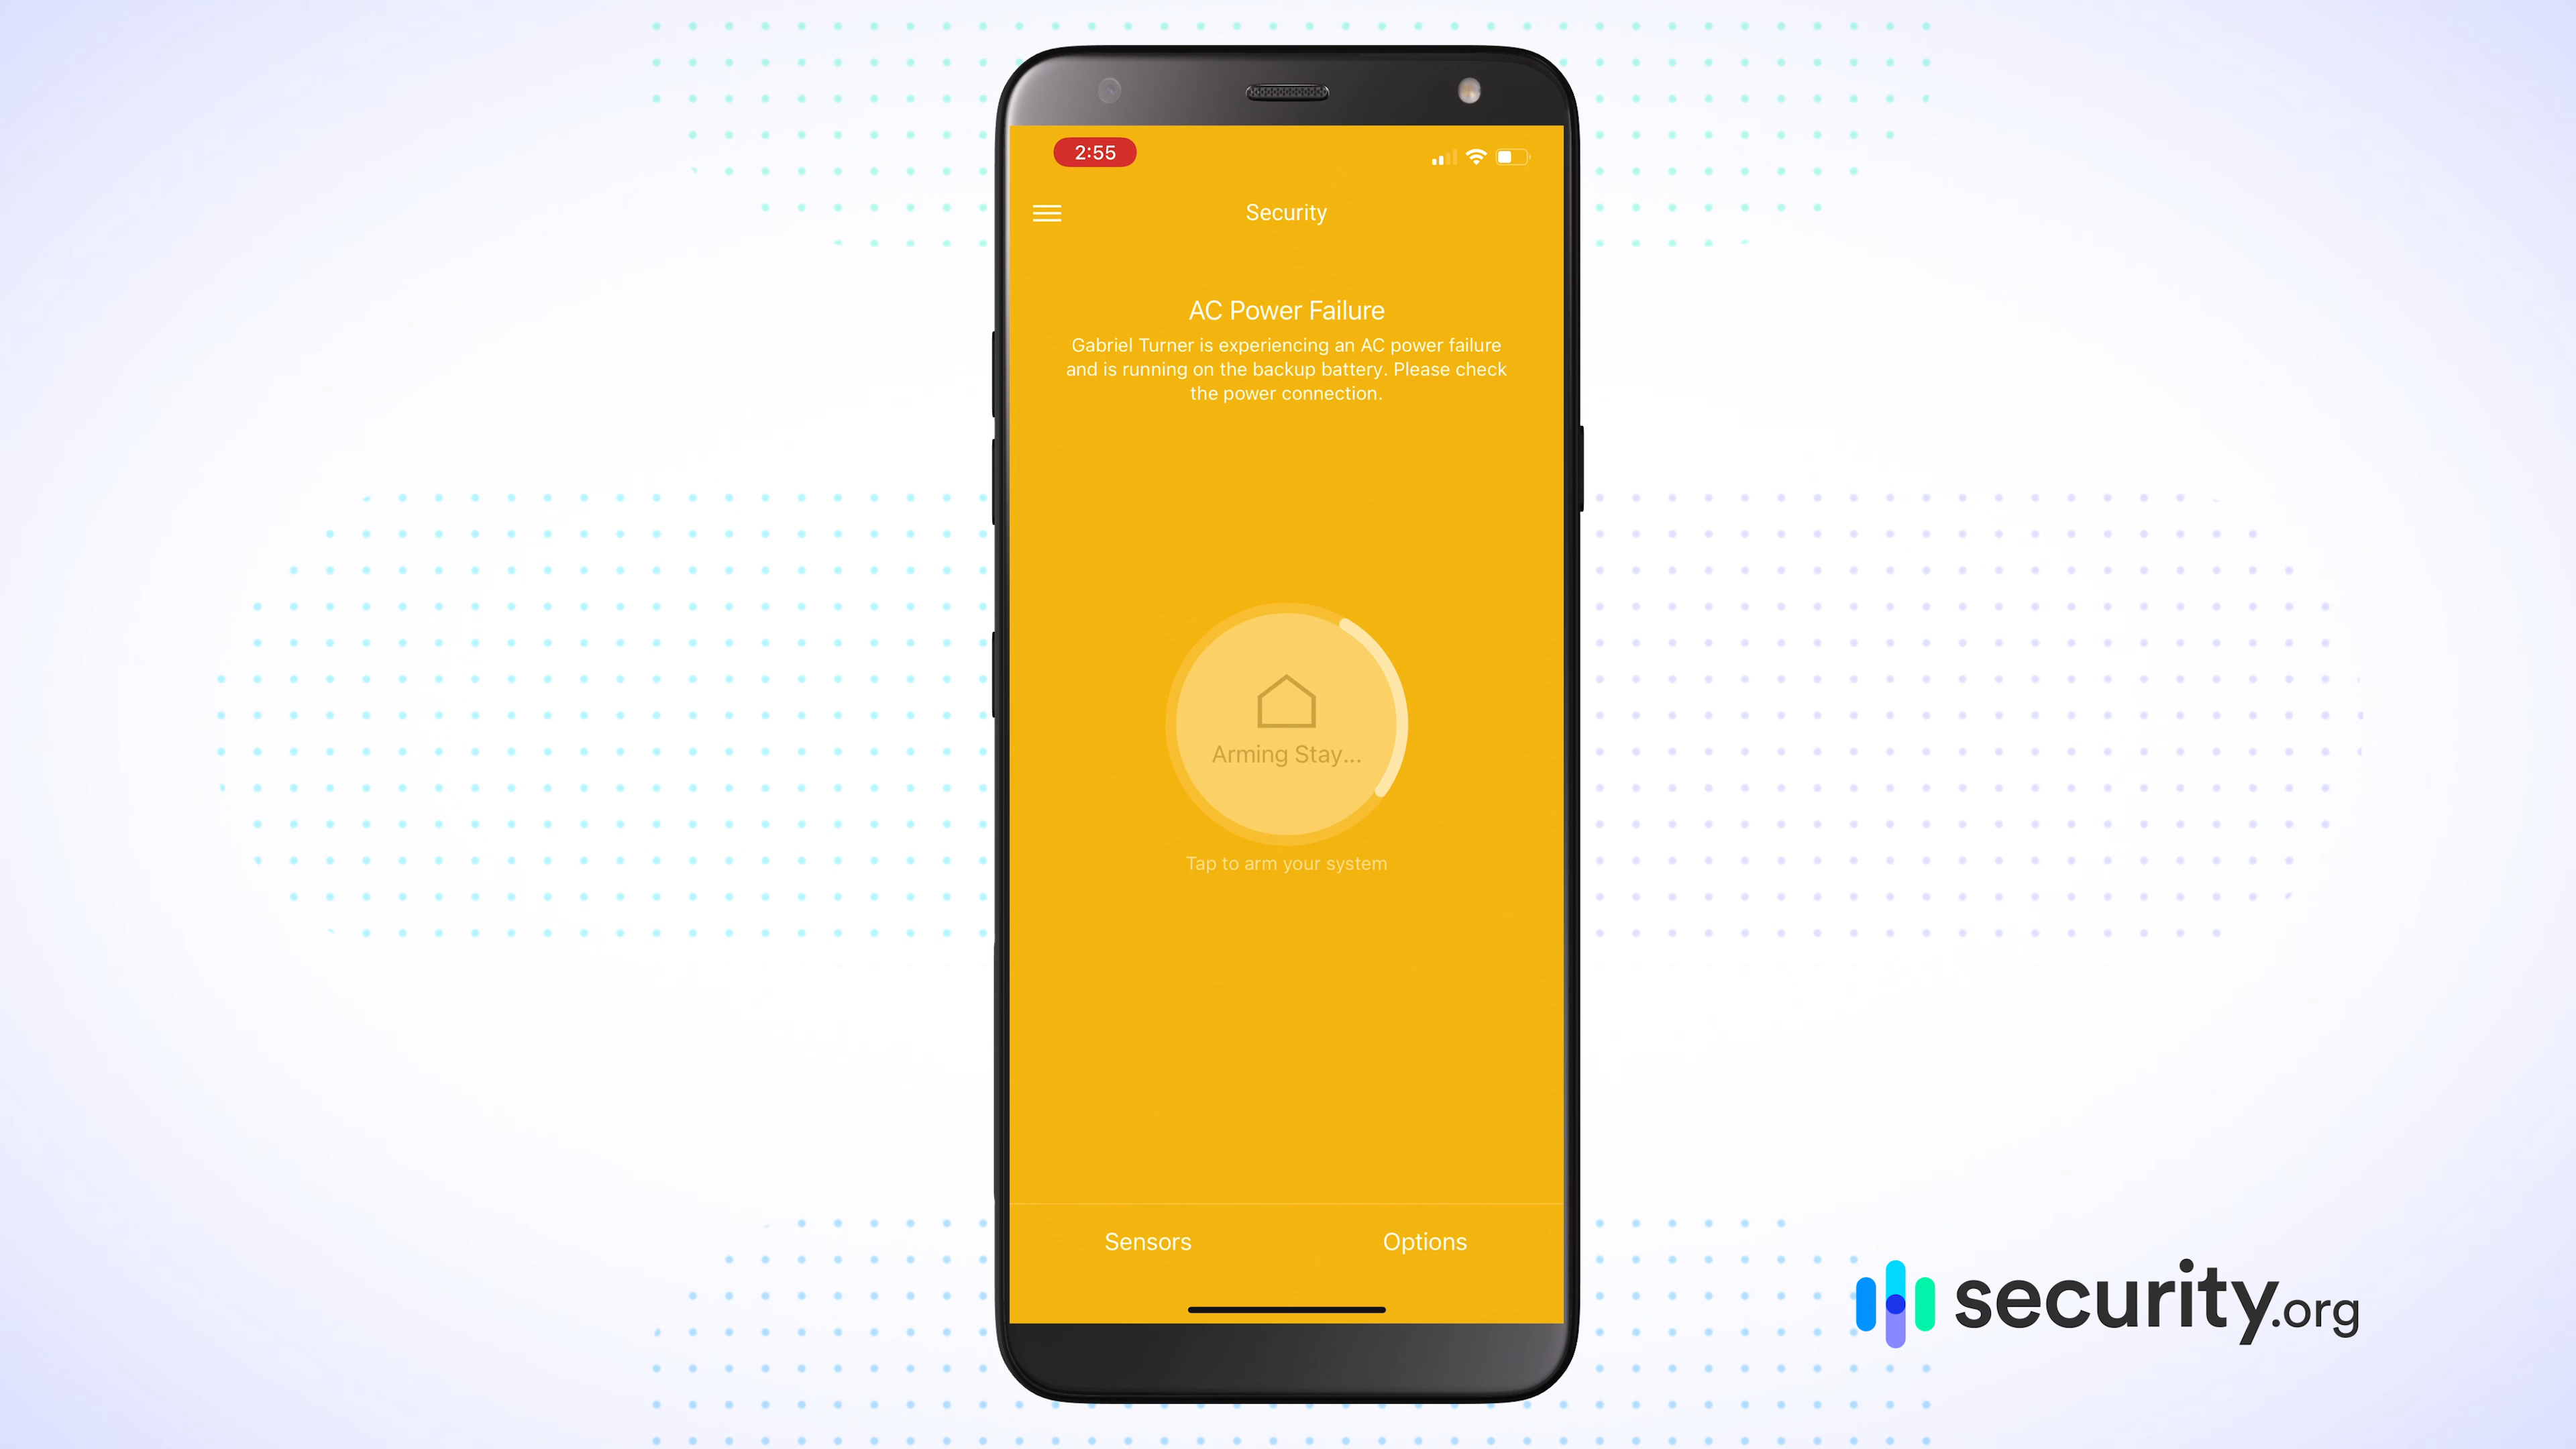 2:55
Security
AC Power Failure
Gabriel Turner is experiencing an AC power failure
and is running on the backup battery. Please check
the power connection.
Arming Stay...
Tap to arm your system
Sensors
Options
security.org